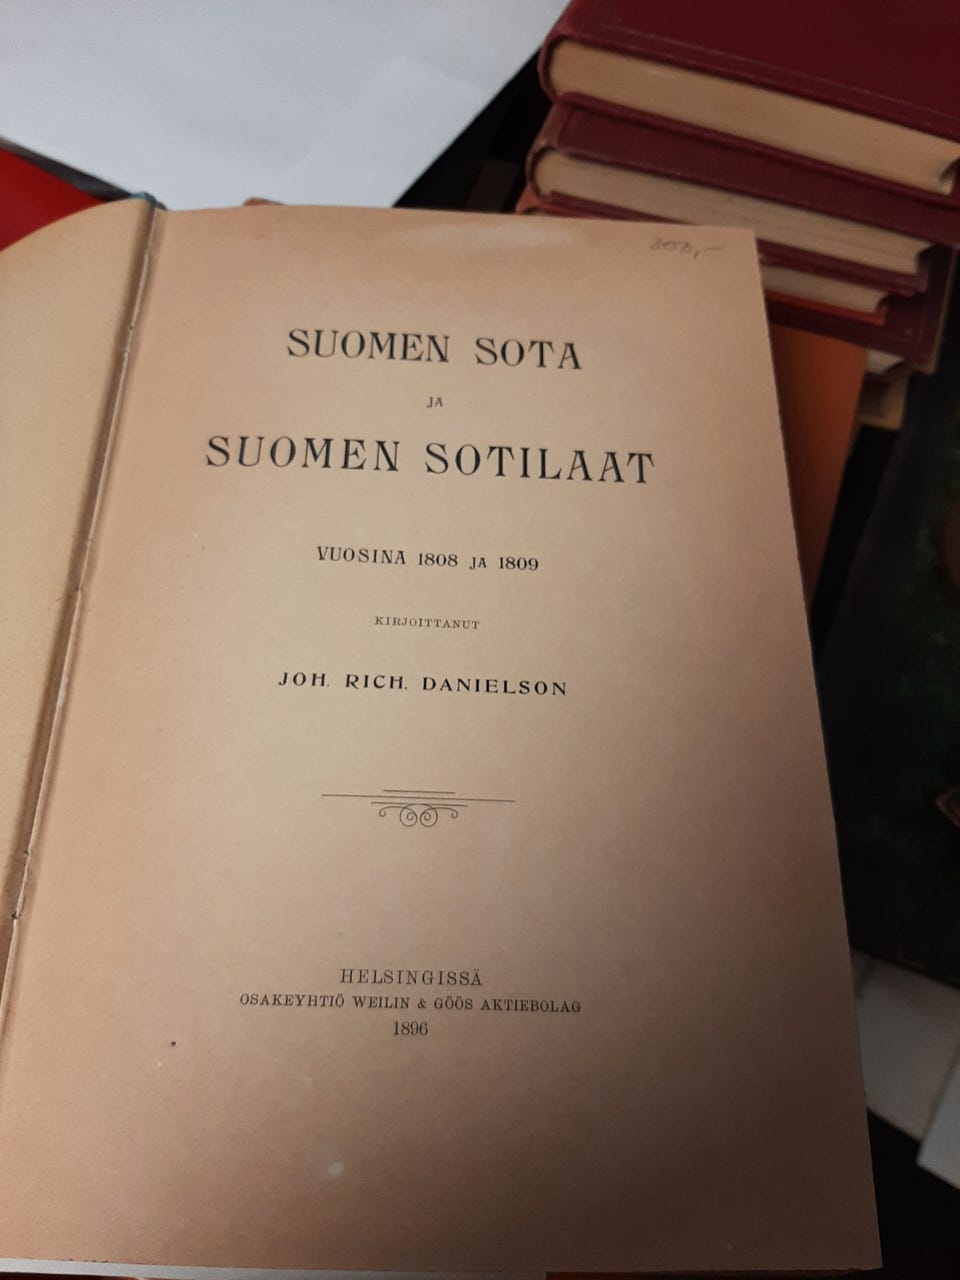 300,–
SUOMEN SOTA
JA
SUOMEN SOTILAAT
VUOSINA 1808 JA 1809
KIRJOITTANUT
JOH. RICH. DANIELSON
HELSINGISSÄ
OSAKEYHTIÖ WEILIN & GÖÖS AKTIEBOLAG
1896